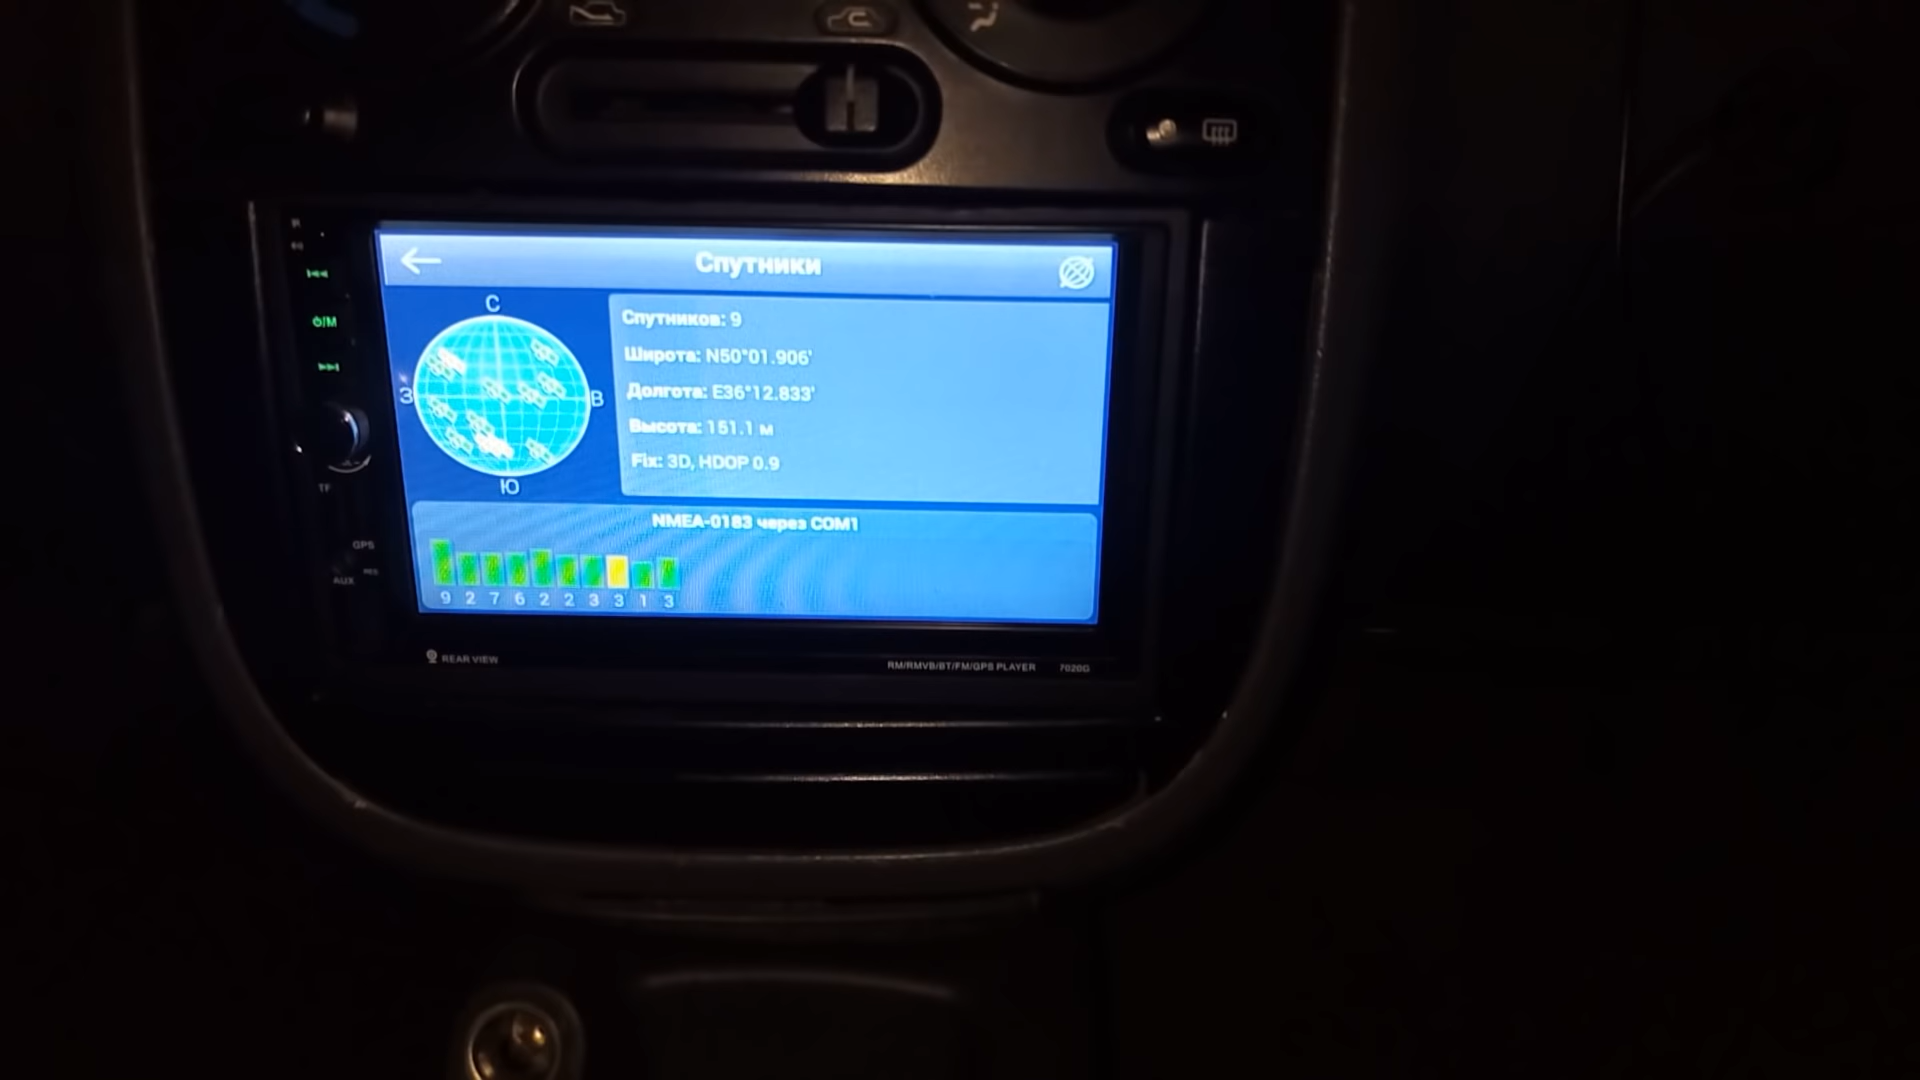 Спутники
С
З
В
Ю
Спутников: 9
Широта: N50°01.906'
Долгота: E36°12.833'
Высота: 151.1 м
Fix: 3D, HDOP 0.9
NMEA-0183 через COM1
9 2 7 6 2 2 3 3 1 3
⏻/M
TF
GPS
AUX
RES
REAR VIEW
RM/RMVB/BT/FM/GPS PLAYER 7020G